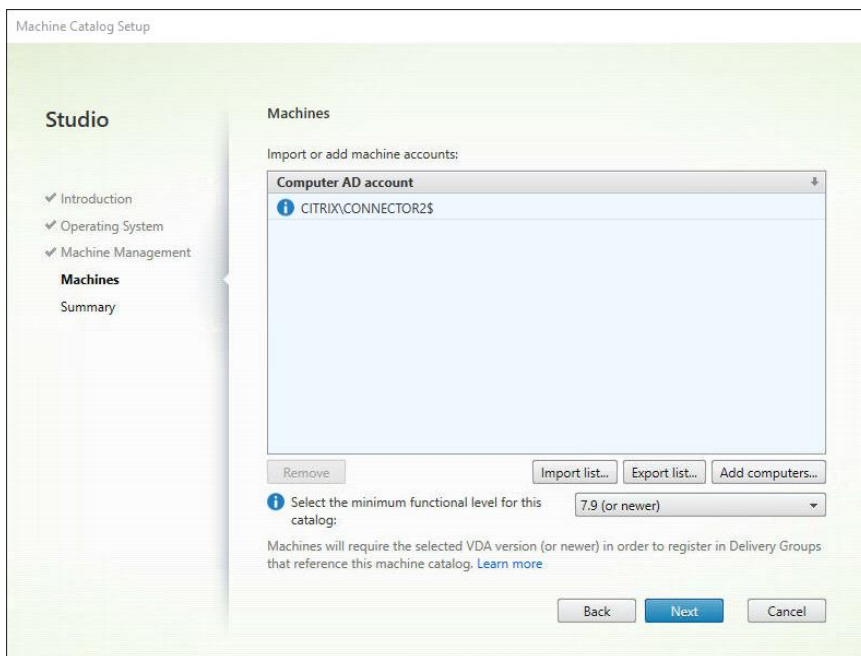 Machine Catalog Setup
Studio
✔ Introduction
✔ Operating System
✔ Machine Management
Machines
Summary
Machines
Import or add machine accounts:
Computer AD account
CITRIX\CONNECTOR2$
Remove
Import list...
Export list...
Add computers...
Select the minimum functional level for this
catalog:
7.9 (or newer)
Machines will require the selected VDA version (or newer) in order to register in Delivery Groups
that reference this machine catalog. Learn more
Back
Next
Cancel